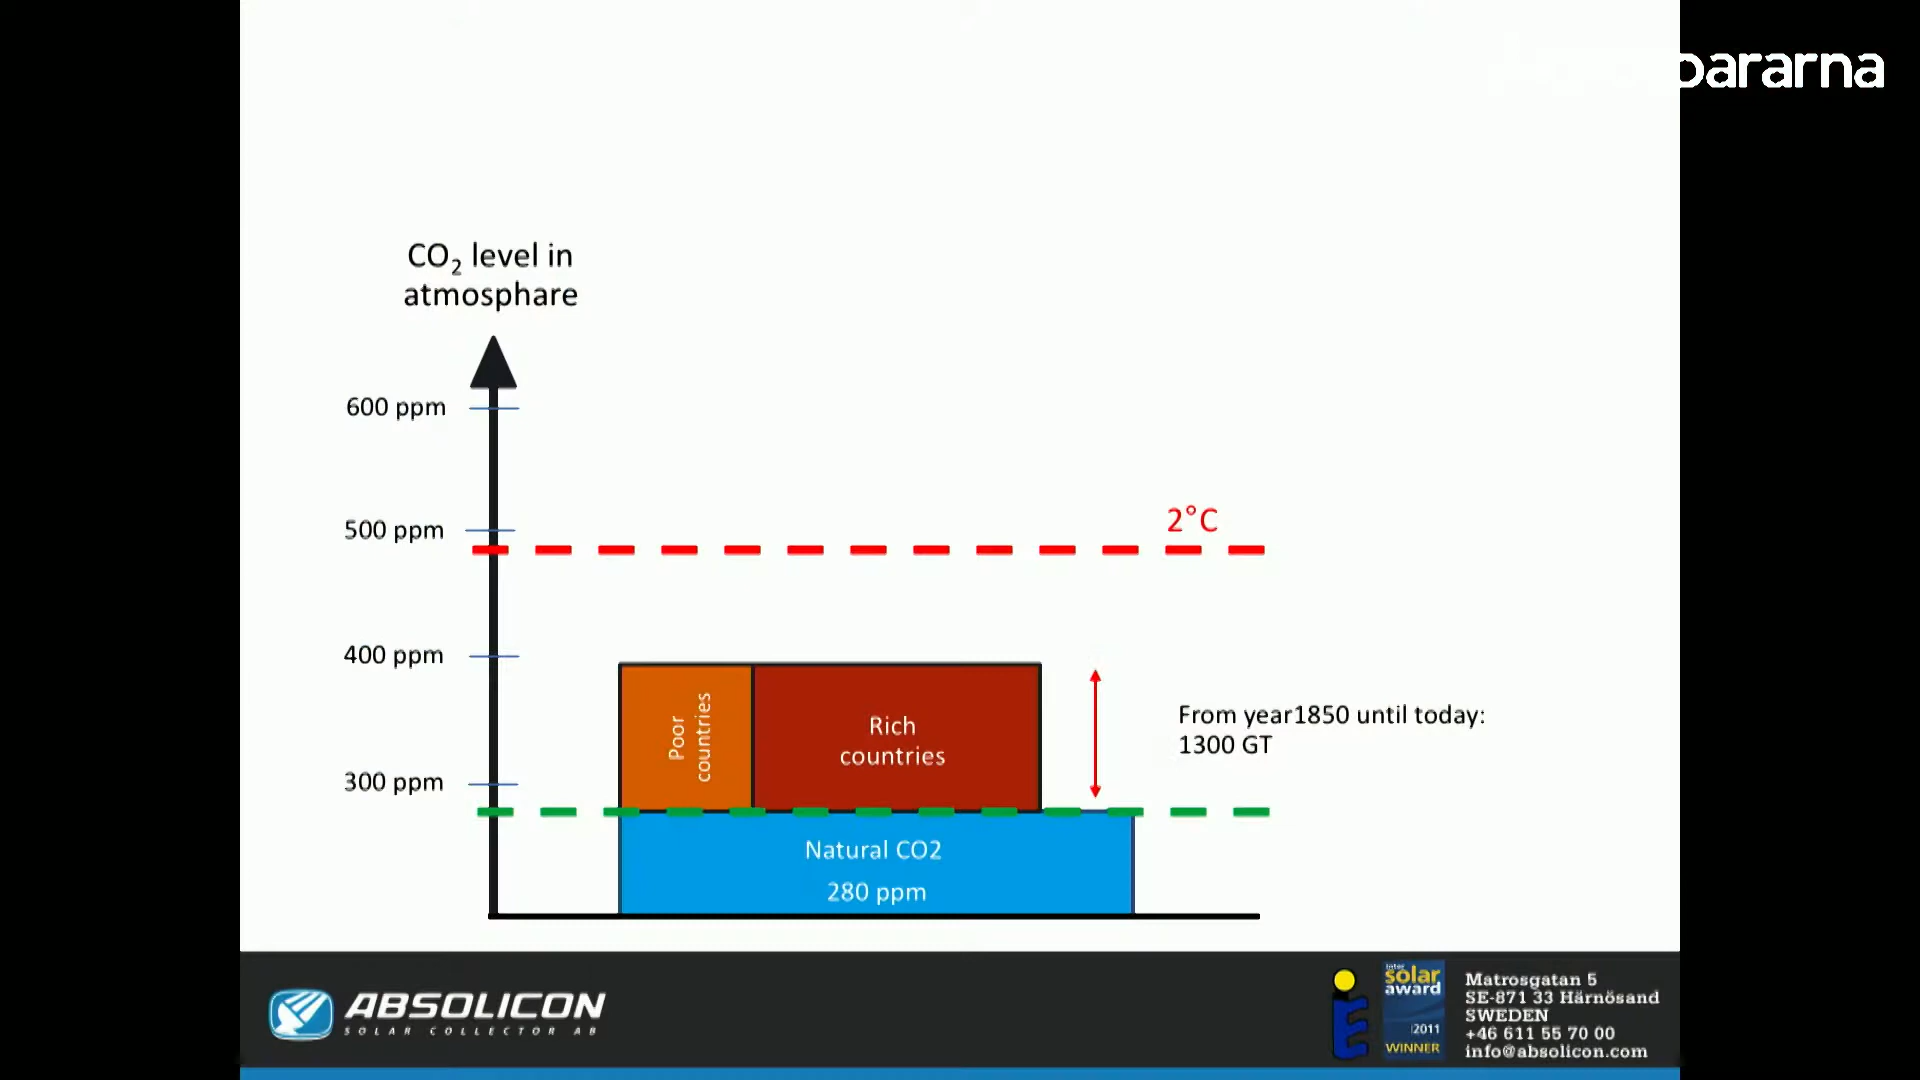 pararna
CO2 level in
atmosphare
600 ppm
500 ppm
2°C
400 ppm
Poor
countries
Rich
countries
From year1850 until today:
1300 GT
300 ppm
Natural CO2
280 ppm
ABSOLICON
SOLAR COLLECTOR AB
inter
solar
award
2011
WINNER
Matrosgatan 5
SE-871 33 Härnösand
SWEDEN
+46 611 55 70 00
info@absolicon.com